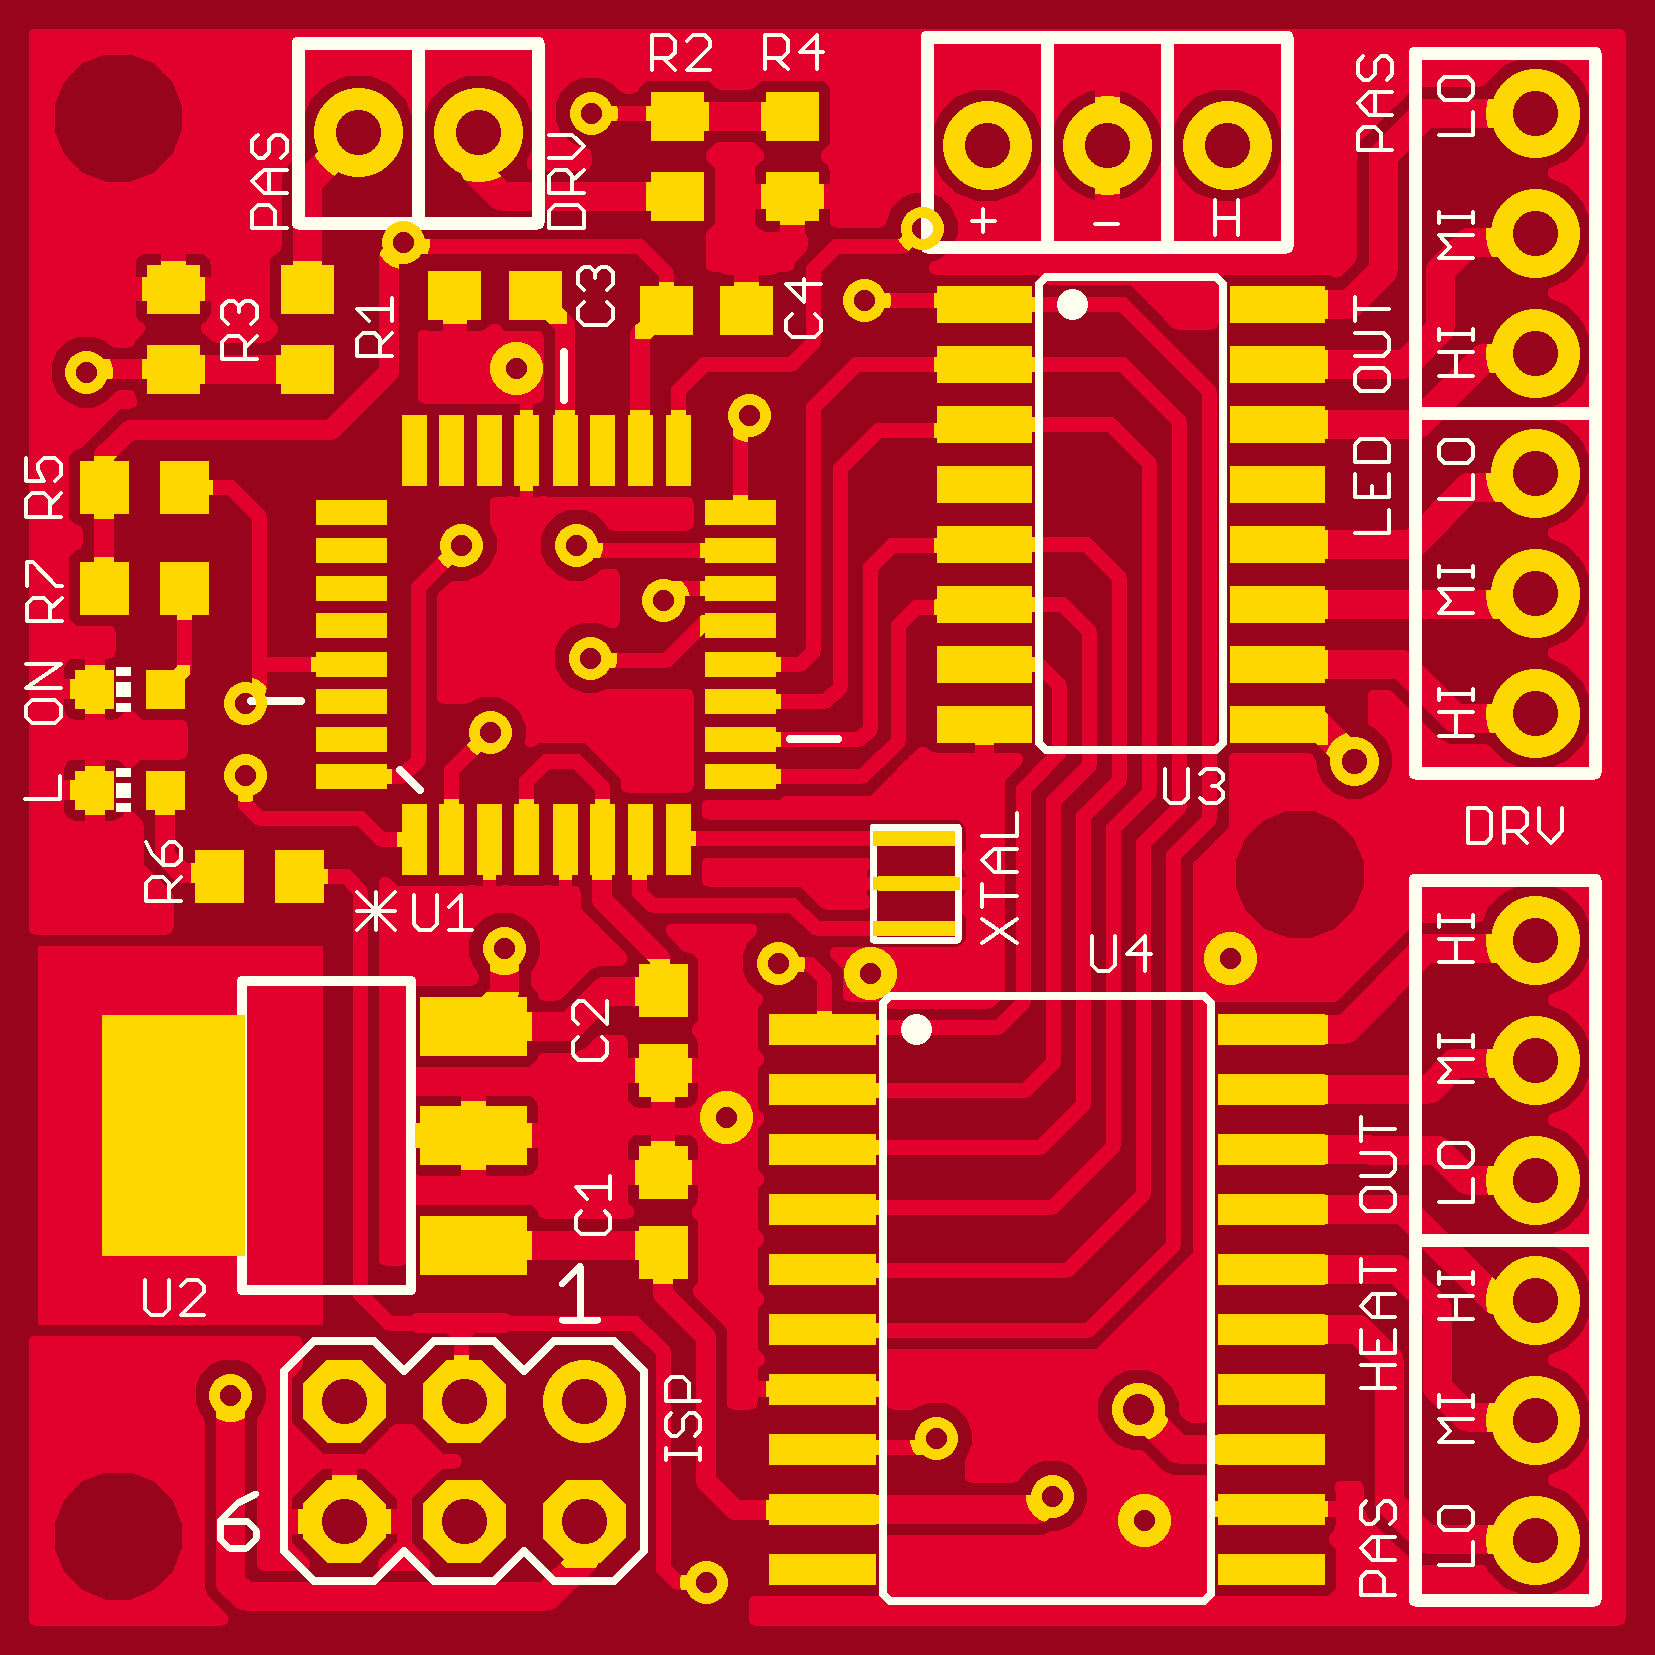 R2
R4
PAS
DRV
+
-
H
PAS
LO
MI
HI
C3
C4
R3
R1
LED OUT
LO
MI
HI
R5
R7
ON
L
R6
U3
DRV
XTAL
*U1
U4
HI
MI
LO
C2
C1
HEAT OUT
U2
1
HI
MI
LO
ISP
6
PAS